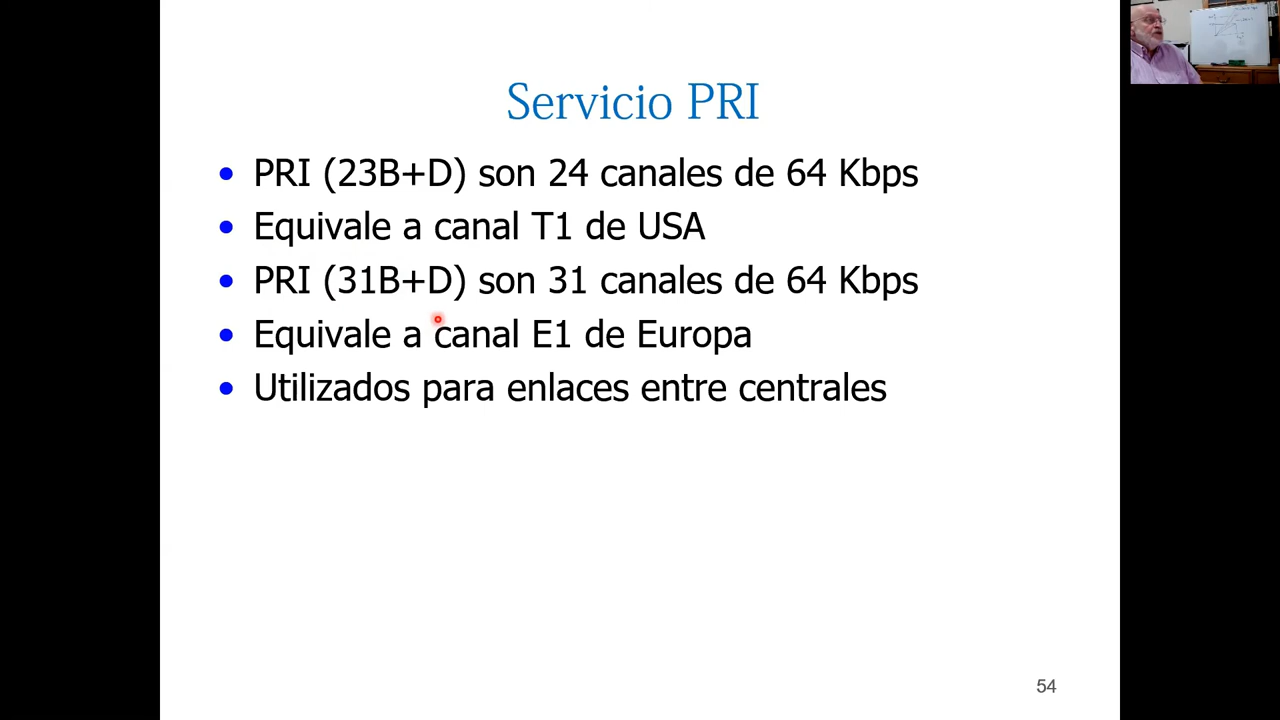 Servicio PRI
• PRI (23B+D) son 24 canales de 64 Kbps
• Equivale a canal T1 de USA
• PRI (31B+D) son 31 canales de 64 Kbps
• Equivale a canal E1 de Europa
• Utilizados para enlaces entre centrales
54